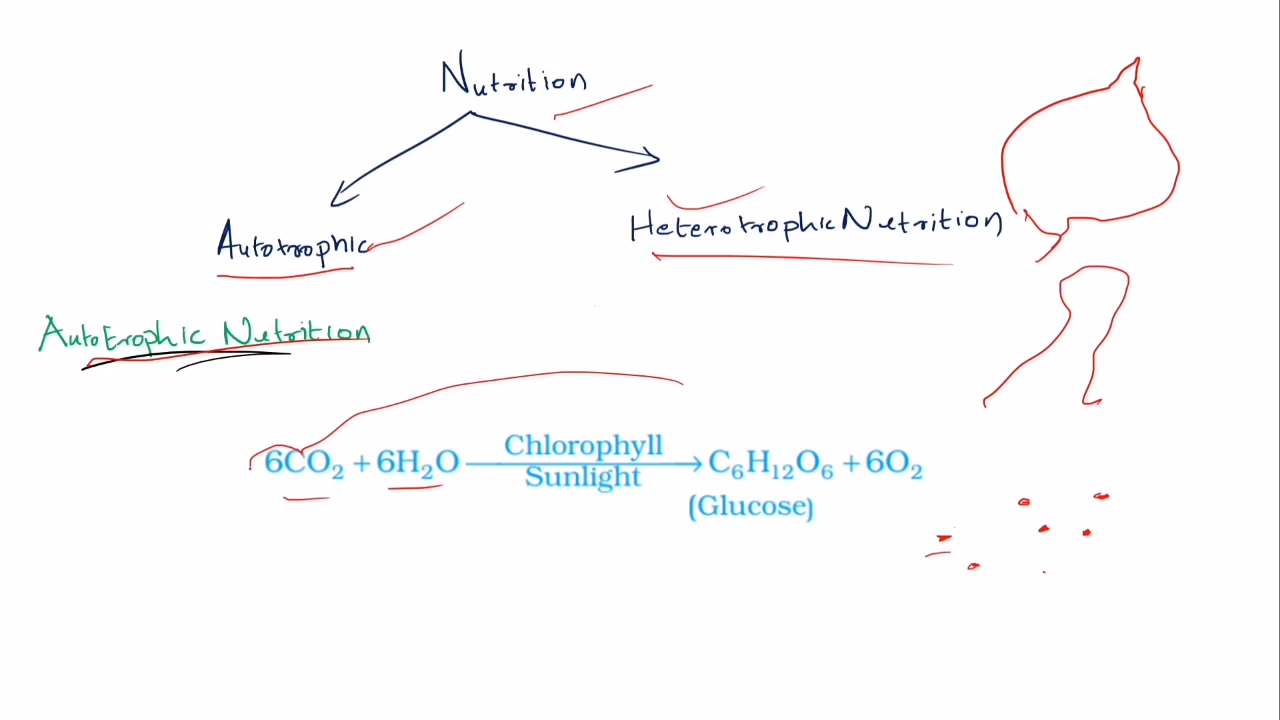 Nutrition
Autotrophic
Heterotrophic Nutrition
Autotrophic Nutrition
6CO₂ + 6H₂O Chlorophyll Sunlight → C₆H₁₂O₆ + 6O₂
(Glucose)